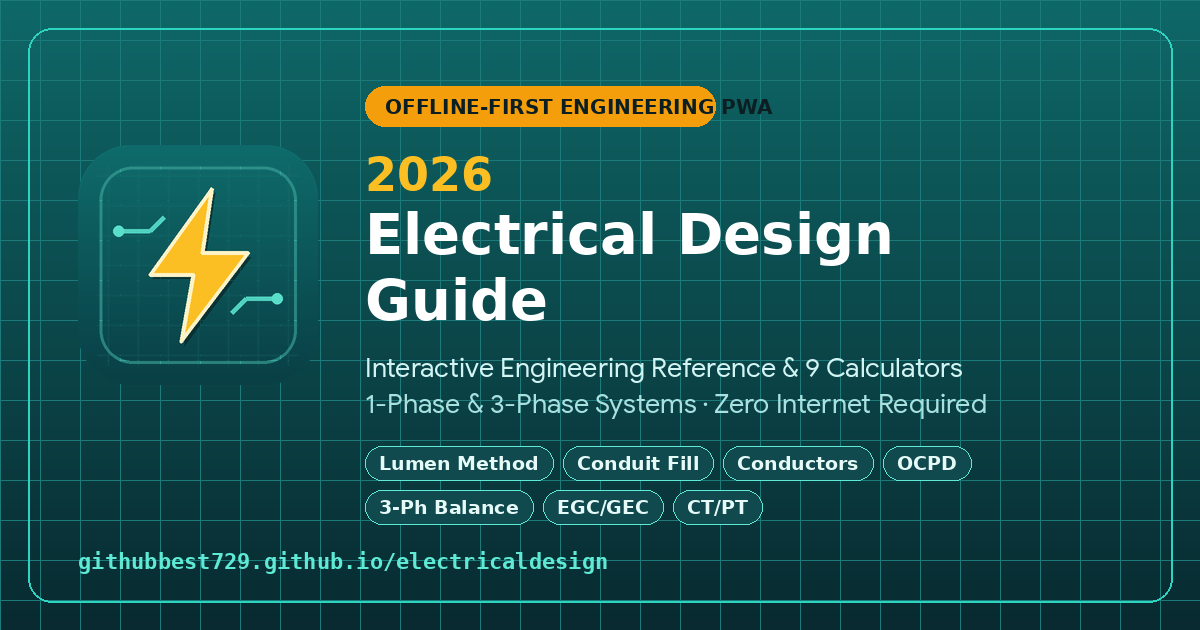 OFFLINE-FIRST ENGINEERING PWA
2026
Electrical Design
Guide
Interactive Engineering Reference & 9 Calculators
1-Phase & 3-Phase Systems · Zero Internet Required
Lumen Method Conduit Fill Conductors OCPD
3-Ph Balance EGC/GEC CT/PT
githubbest729.github.io/electricaldesign